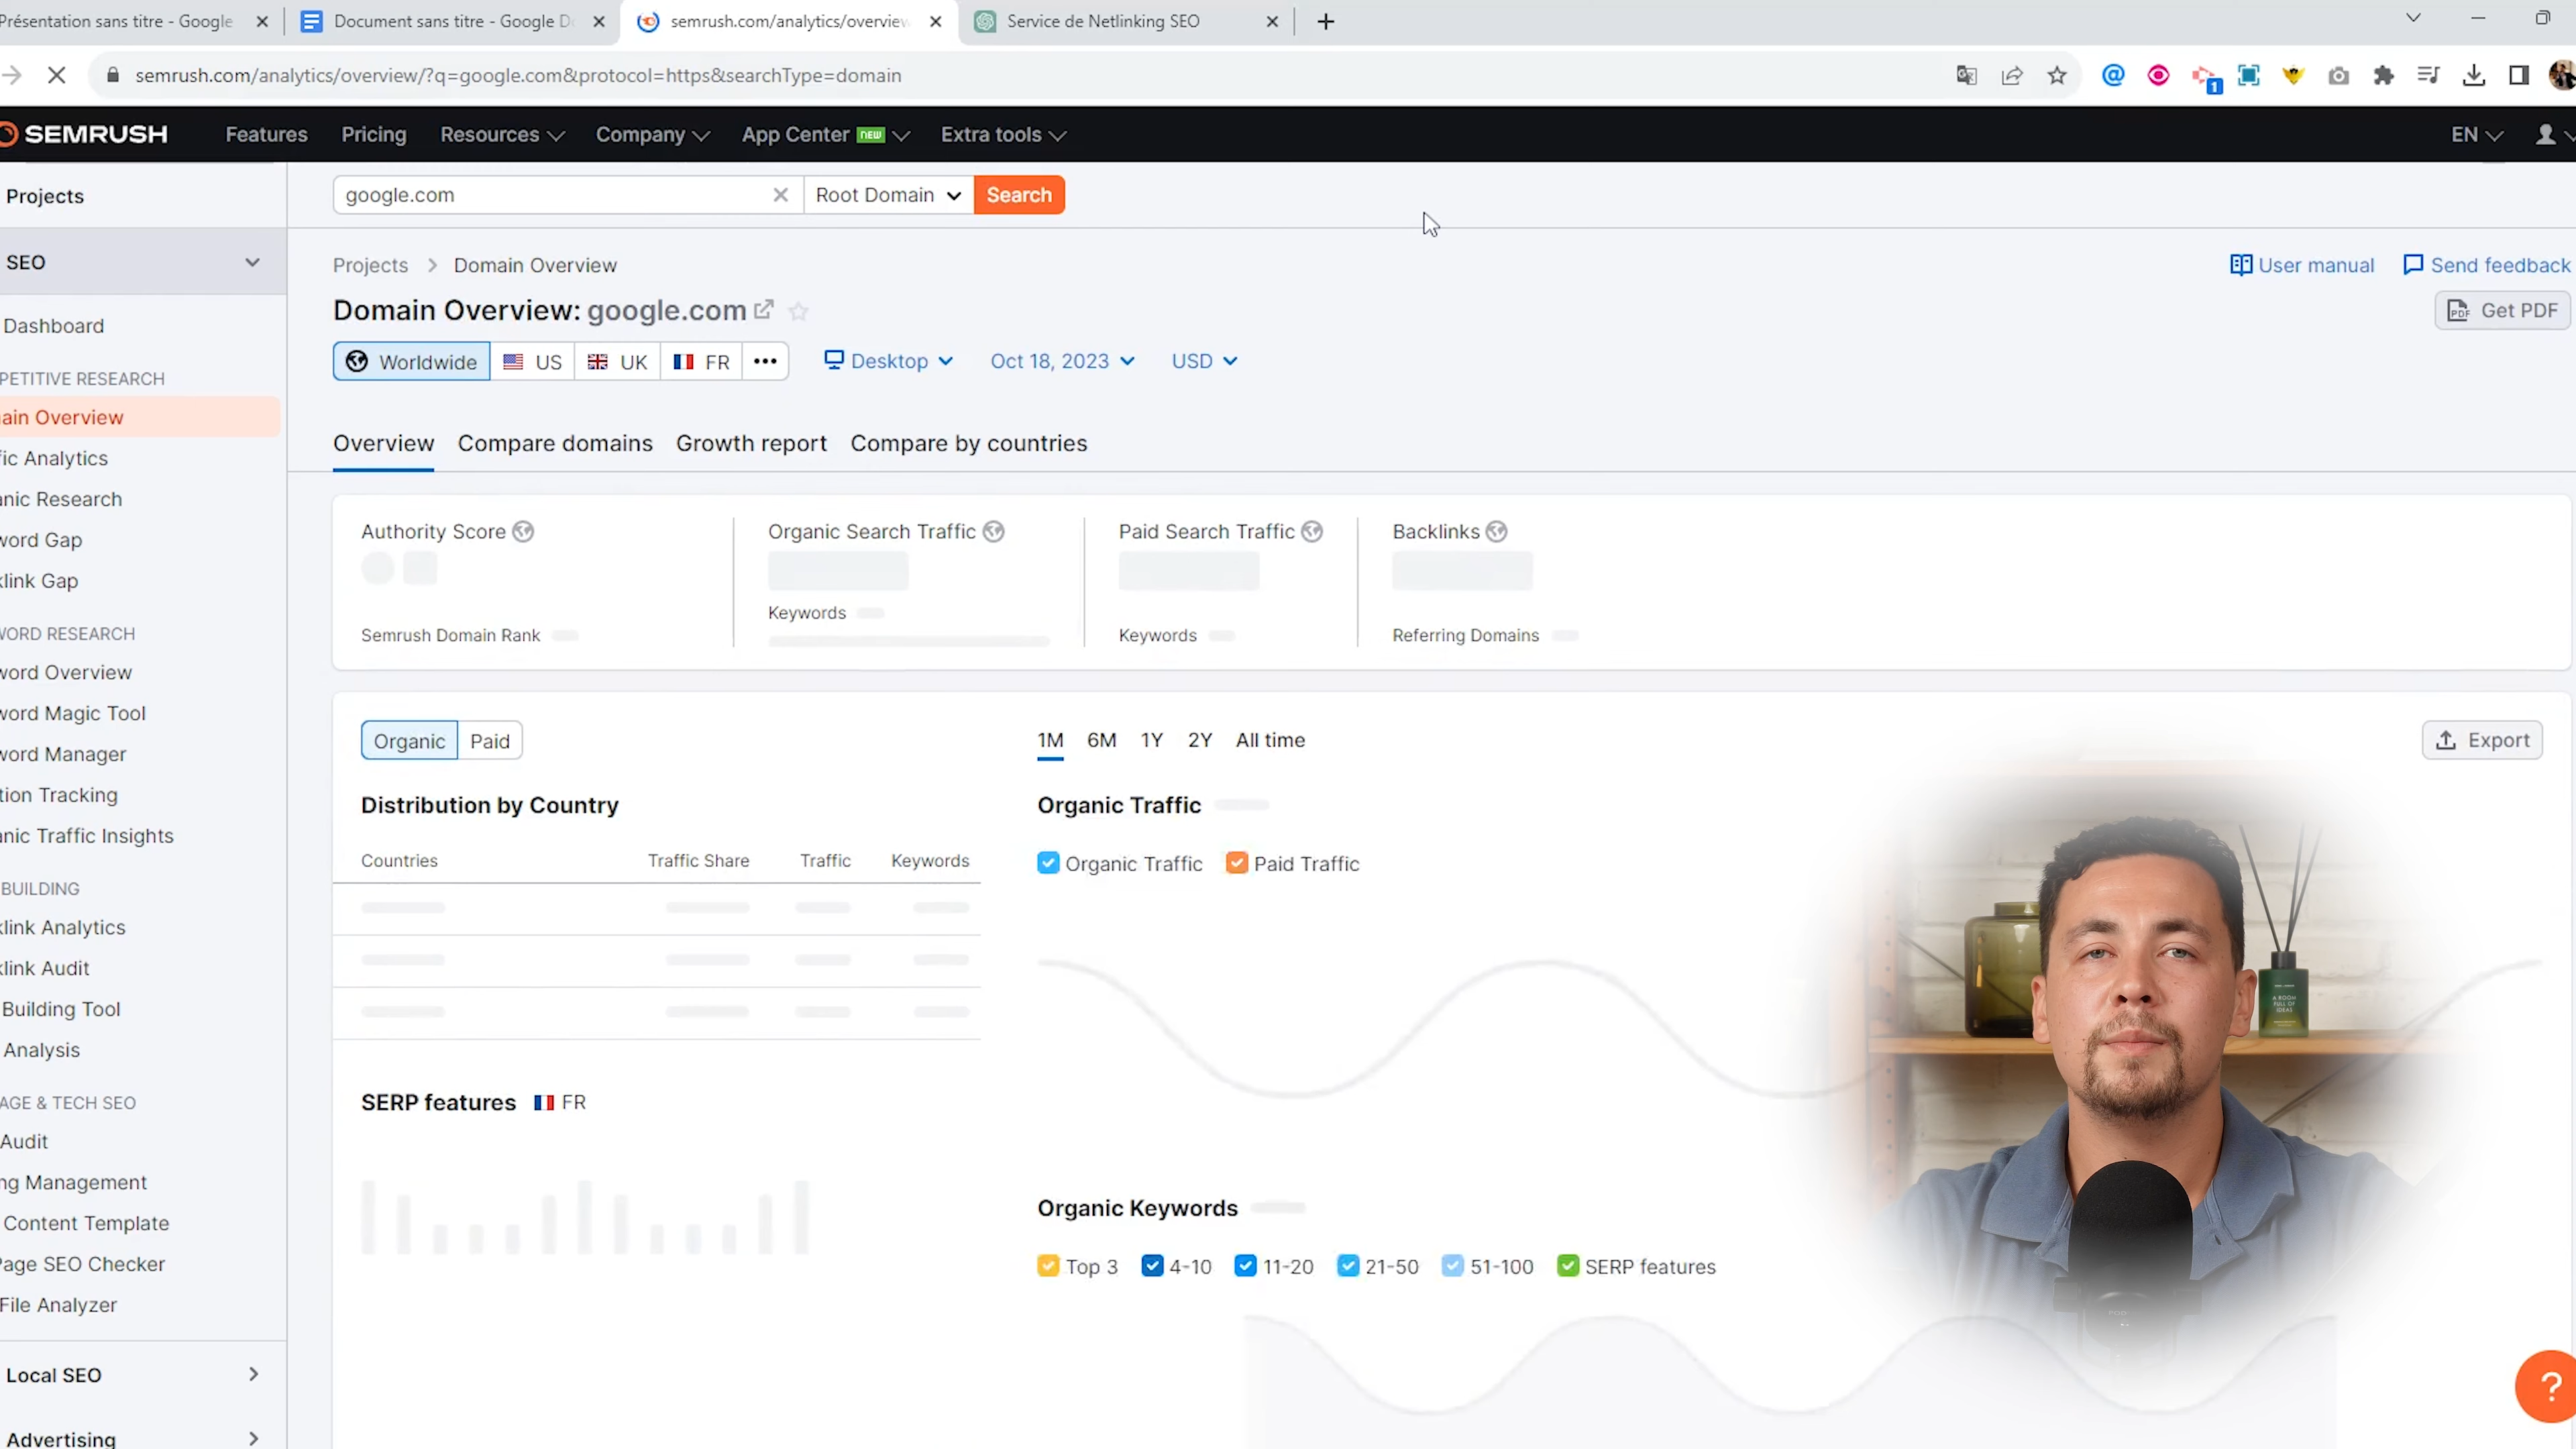 Présentation sans titre - Google
Document sans titre - Google D
semrush.com/analytics/overview
Service de Netlinking SEO
semrush.com/analytics/overview/?q=google.com&protocol=https&searchType=domain
1
SEMRUSH
Features
Pricing
Resources
Company
App Center NEW
Extra tools
EN
Projects
SEO
Dashboard
PETITIVE RESEARCH
ain Overview
fic Analytics
anic Research
word Gap
klink Gap
WORD RESEARCH
word Overview
word Magic Tool
word Manager
tion Tracking
anic Traffic Insights
BUILDING
klink Analytics
klink Audit
Building Tool
Analysis
AGE & TECH SEO
Audit
ng Management
Content Template
Page SEO Checker
File Analyzer
Local SEO
Advertising
google.com
Root Domain
Search
Projects > Domain Overview
User manual
Send feedback
Domain Overview: google.com
PDF Get PDF
Worldwide
US
UK
FR
Desktop
Oct 18, 2023
USD
Overview
Compare domains
Growth report
Compare by countries
Authority Score
Semrush Domain Rank
Organic Search Traffic
Keywords
Paid Search Traffic
Keywords
Backlinks
Referring Domains
Organic
Paid
Distribution by Country
Countries Traffic Share Traffic Keywords
SERP features FR
1M 6M 1Y 2Y All time
Export
Organic Traffic
Organic Traffic Paid Traffic
Organic Keywords
Top 3 4-10 11-20 21-50 51-100 SERP features
A ROOM
FULL OF
IDEAS
?